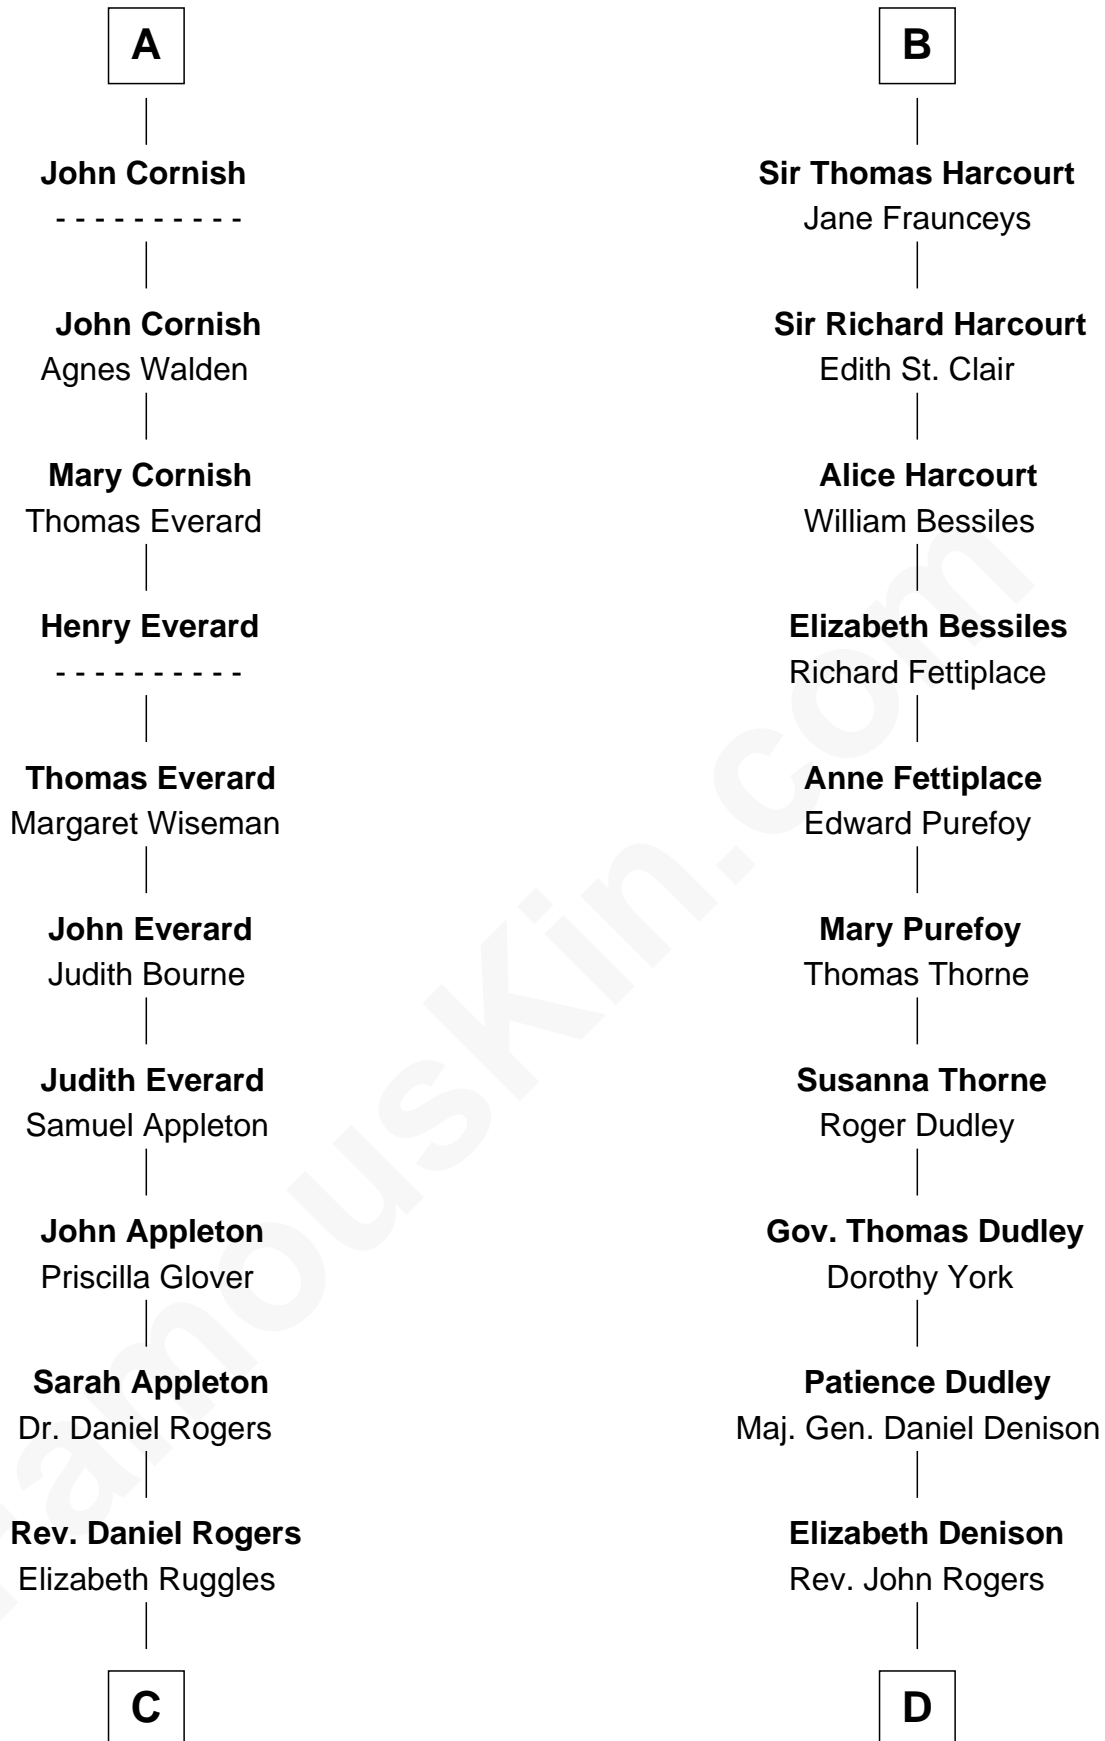 A
John Cornish
- - - - - - - - - -
John Cornish
Agnes Walden
Mary Cornish
Thomas Everard
Henry Everard
- - - - - - - - - -
Thomas Everard
Margaret Wiseman
John Everard
Judith Bourne
Judith Everard
Samuel Appleton
John Appleton
Priscilla Glover
Sarah Appleton
Dr. Daniel Rogers
Rev. Daniel Rogers
Elizabeth Ruggles
C
B
Sir Thomas Harcourt
Jane Fraunceys
Sir Richard Harcourt
Edith St. Clair
Alice Harcourt
William Bessiles
Elizabeth Bessiles
Richard Fettiplace
Anne Fettiplace
Edward Purefoy
Mary Purefoy
Thomas Thorne
Susanna Thorne
Roger Dudley
Gov. Thomas Dudley
Dorothy York
Patience Dudley
Maj. Gen. Daniel Denison
Elizabeth Denison
Rev. John Rogers
D
FamousKin.com